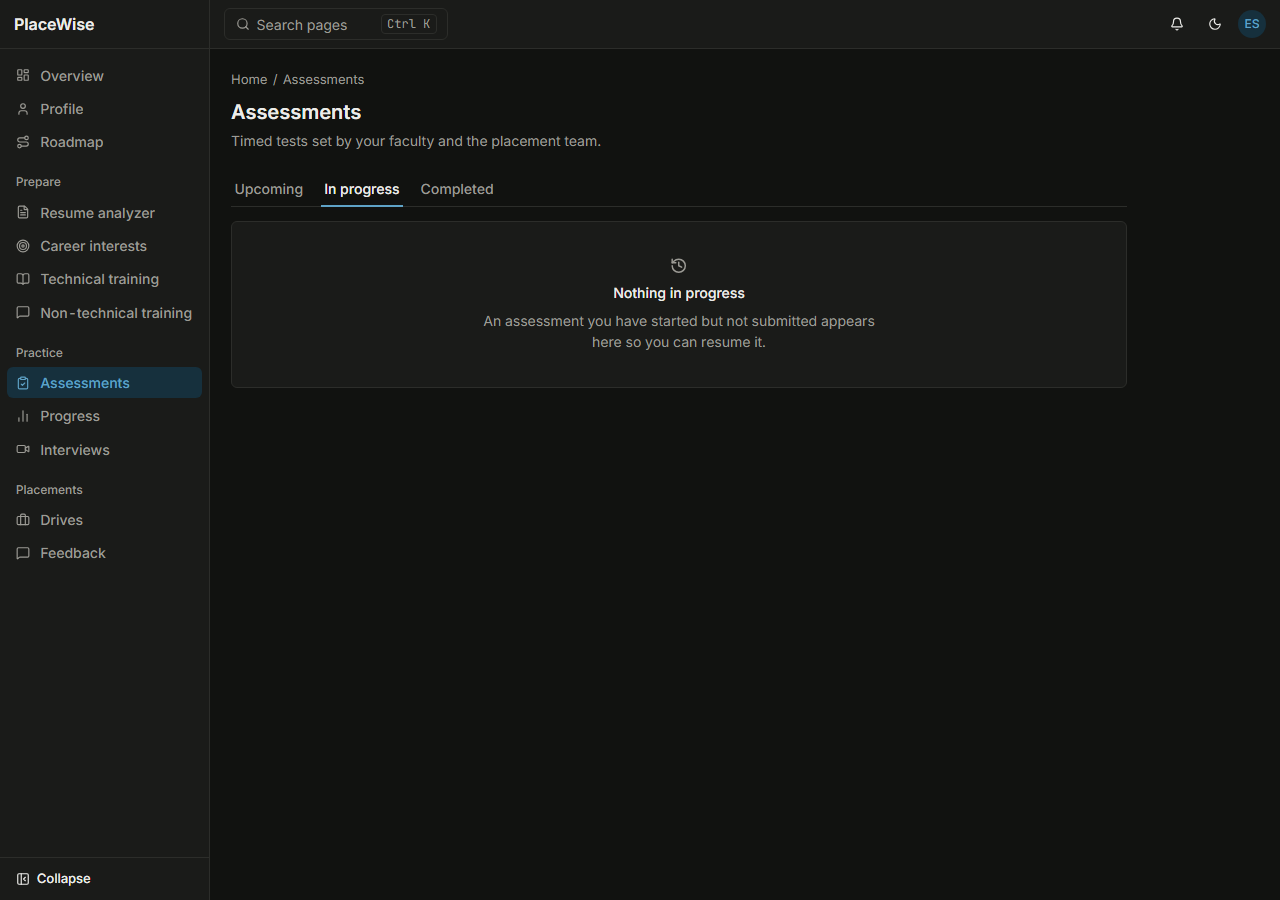 PlaceWise
Search pages
Ctrl K
ES
Overview
Profile
Roadmap
Prepare
Resume analyzer
Career interests
Technical training
Non-technical training
Practice
Assessments
Progress
Interviews
Placements
Drives
Feedback
Collapse
Home / Assessments
Assessments
Timed tests set by your faculty and the placement team.
Upcoming
In progress
Completed
Nothing in progress
An assessment you have started but not submitted appears
here so you can resume it.